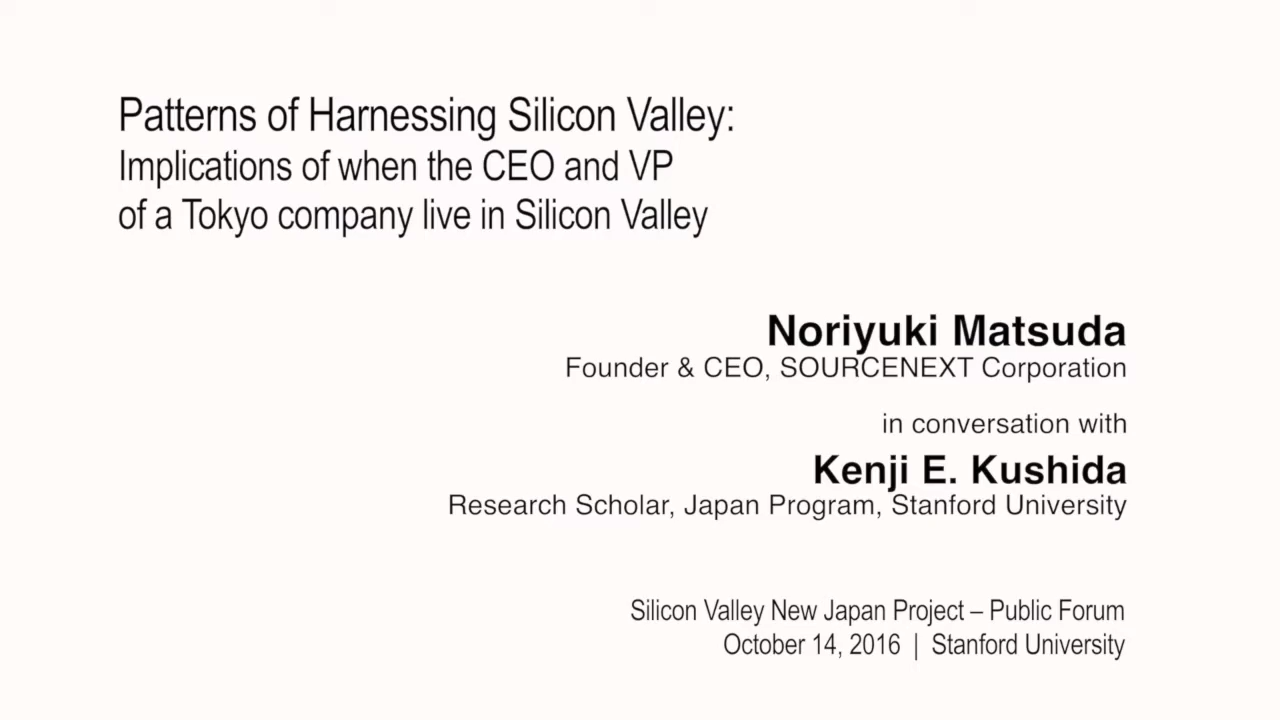 Patterns of Harnessing Silicon Valley:
Implications of when the CEO and VP
of a Tokyo company live in Silicon Valley
Noriyuki Matsuda
Founder & CEO, SOURCENEXT Corporation
in conversation with
Kenji E. Kushida
Research Scholar, Japan Program, Stanford University
Silicon Valley New Japan Project – Public Forum
October 14, 2016 | Stanford University